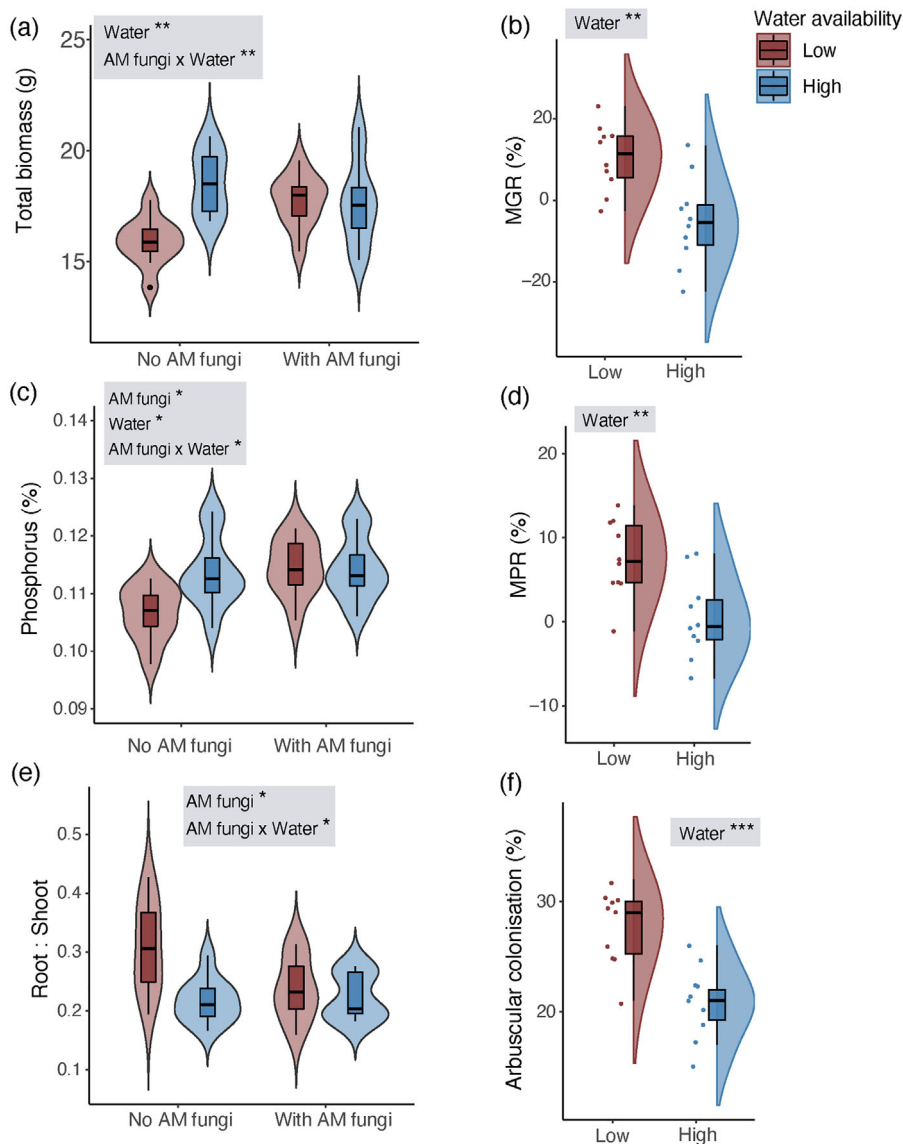 (a)
Water **
AM fungi x Water **
Total biomass (g)
25
20
15
No AM fungi
With AM fungi
(b)
Water **
MGR (%)
20
0
−20
Low
High
Water availability
Low
High
(c)
AM fungi *
Water *
AM fungi x Water *
Phosphorus (%)
0.14
0.13
0.12
0.11
0.10
0.09
No AM fungi
With AM fungi
(d)
Water **
MPR (%)
20
10
0
−10
Low
High
(e)
AM fungi *
AM fungi x Water *
Root : Shoot
0.5
0.4
0.3
0.2
0.1
No AM fungi
With AM fungi
(f)
Water ***
Arbuscular colonisation (%)
30
20
Low
High